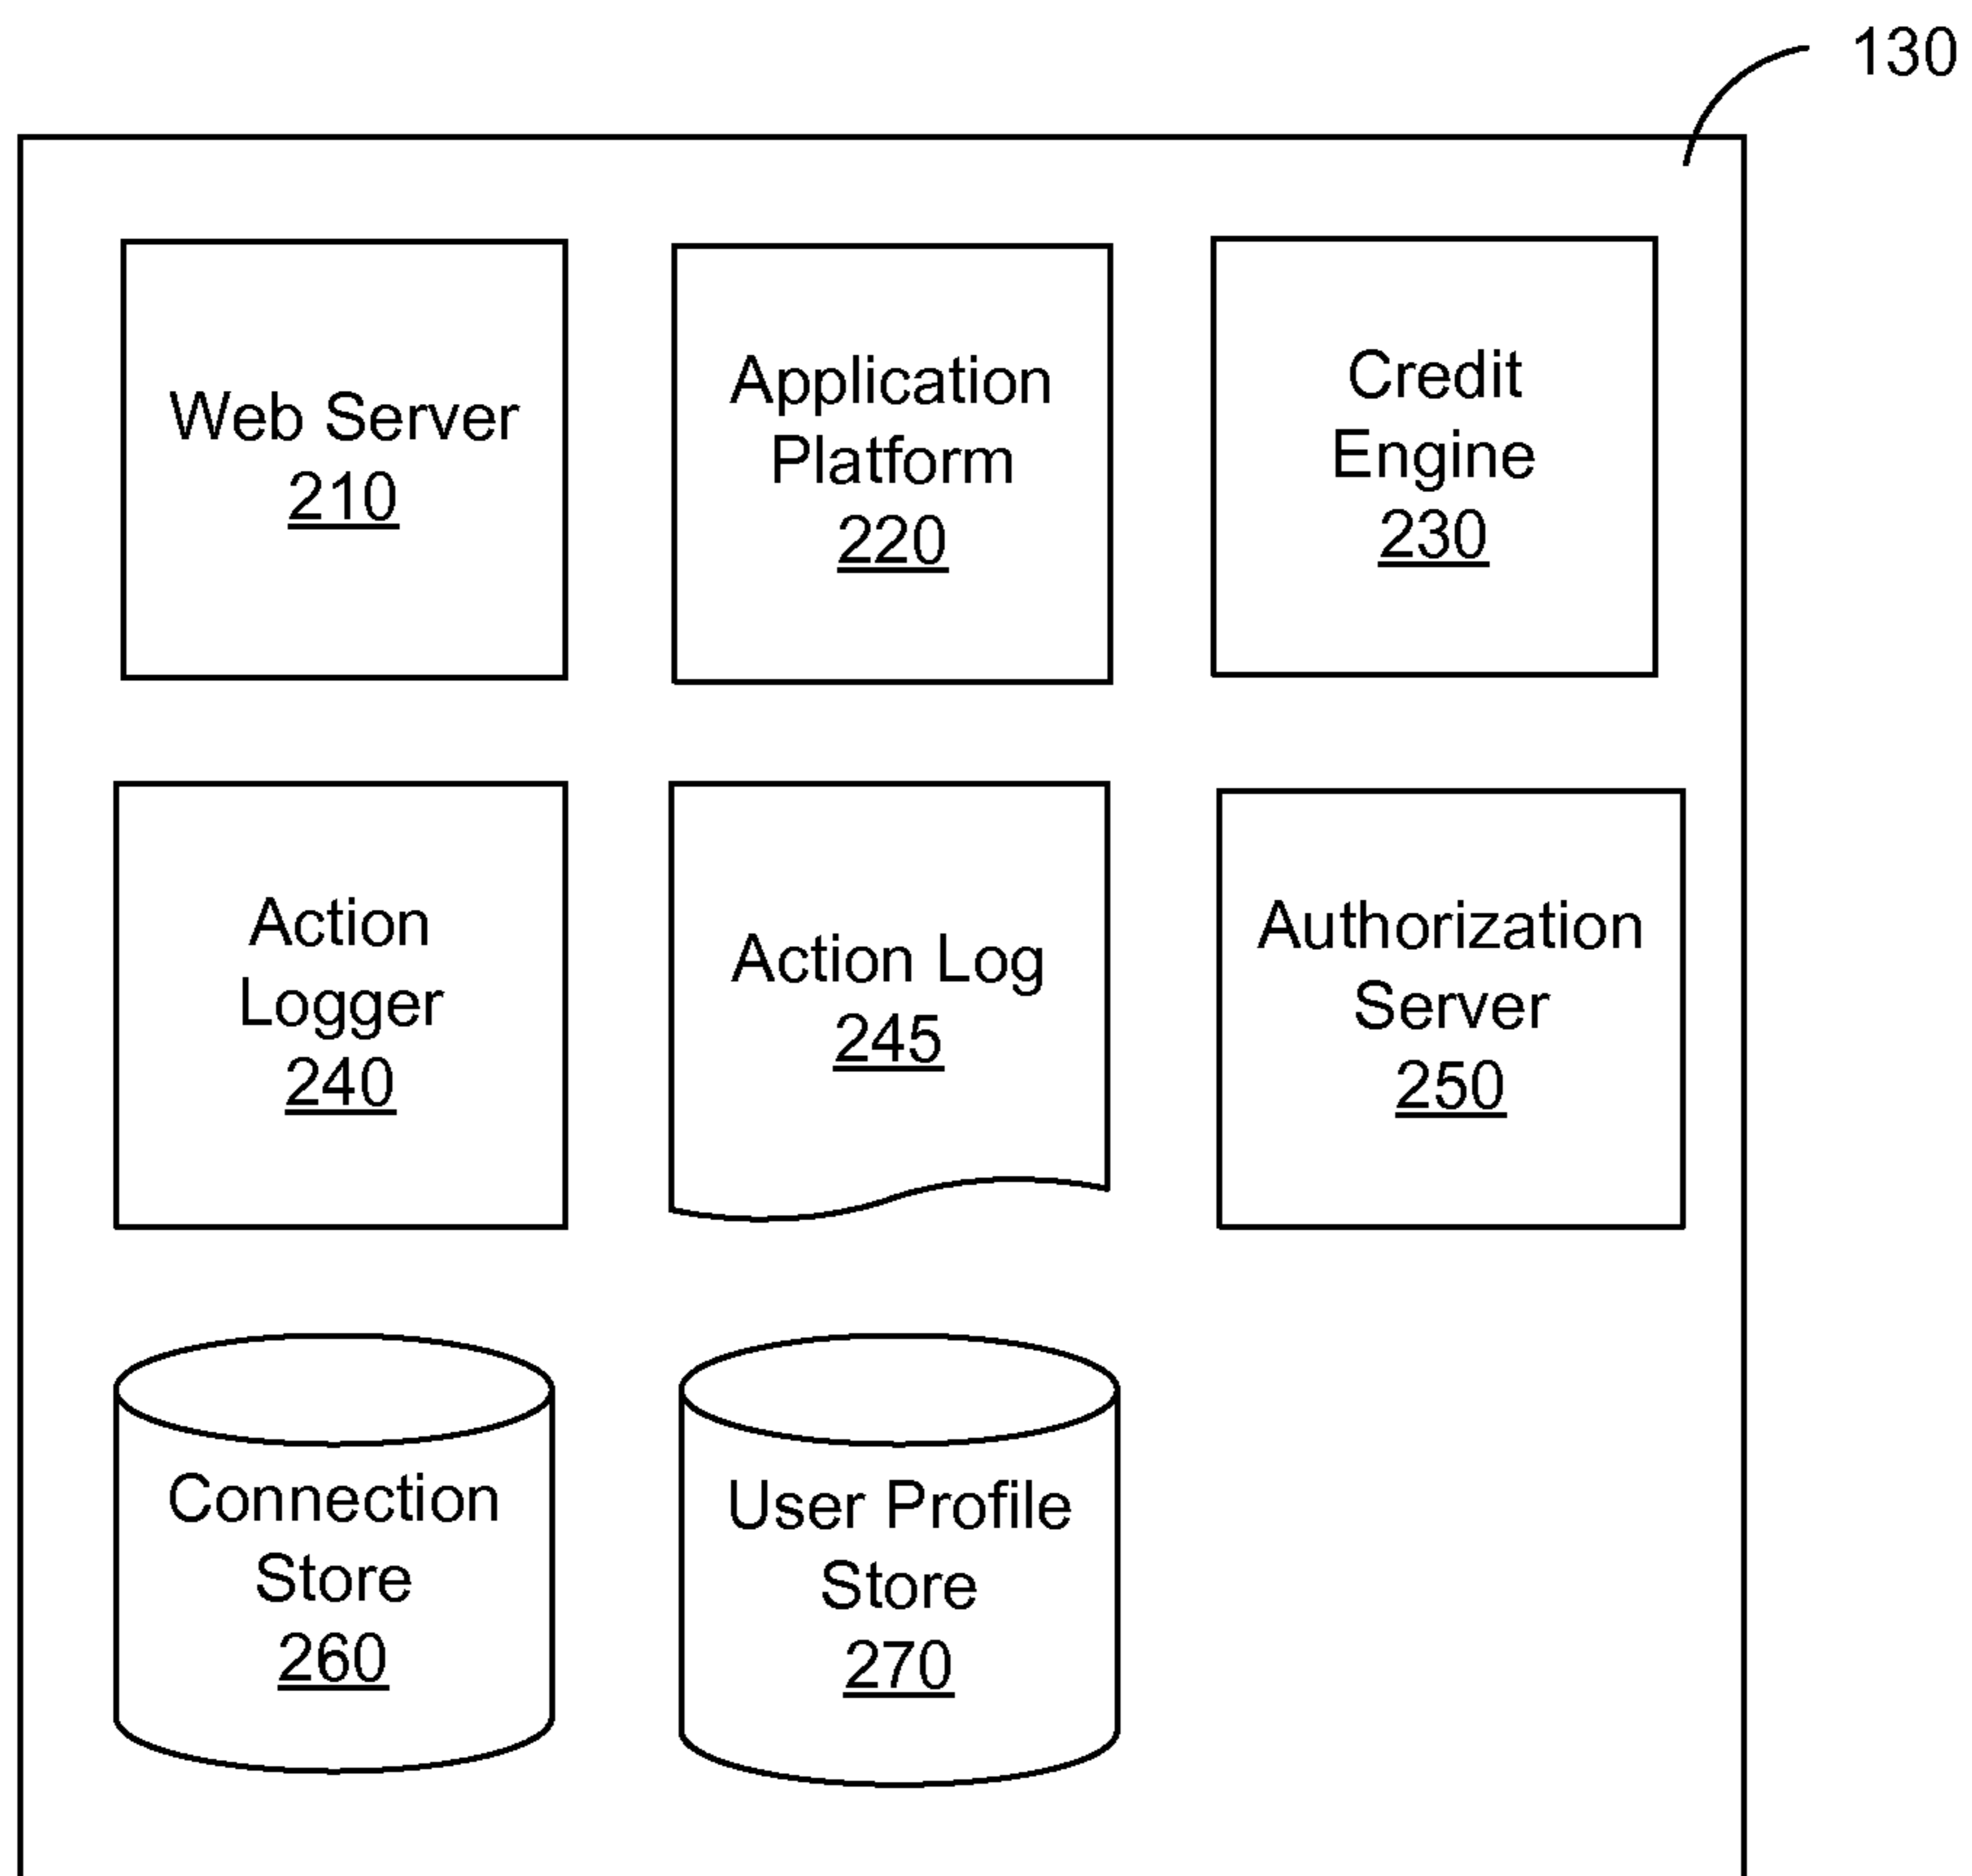 130
Web Server
210
Application
Platform
220
Credit
Engine
230
Action
Logger
240
Action Log
245
Authorization
Server
250
Connection
Store
260
User Profile
Store
270